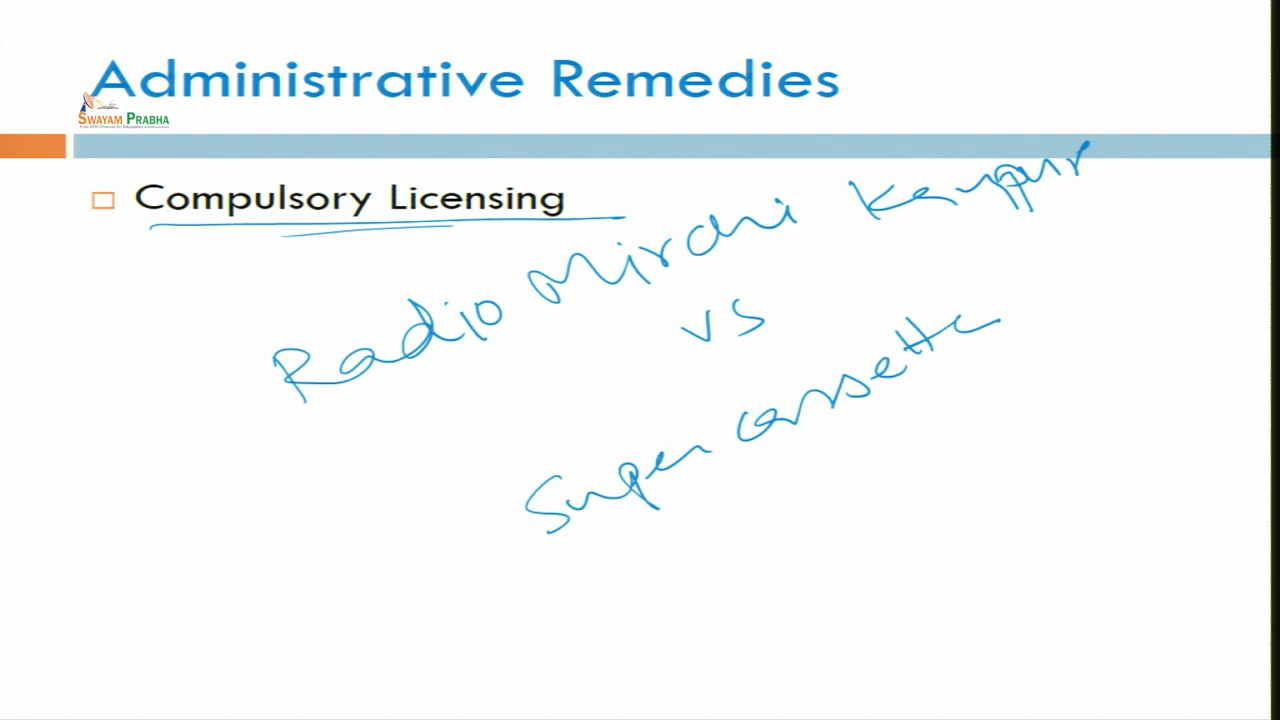 Administrative Remedies
SWAYAM PRABHA
Compulsory Licensing
Radio Mirchi Kanpur
vs
Super cassette